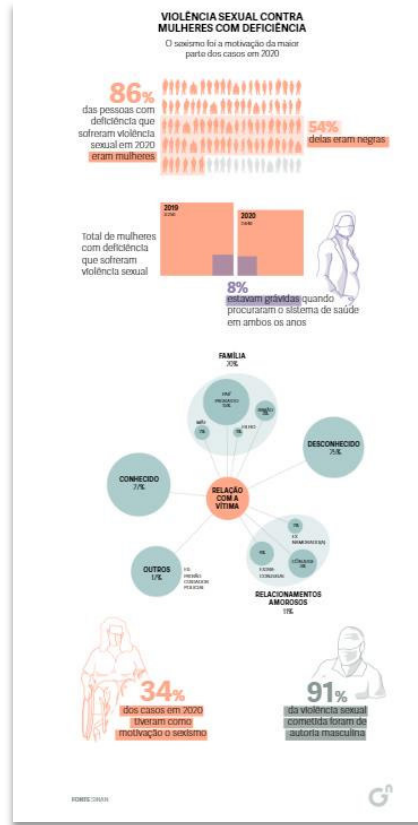 VIOLÊNCIA SEXUAL CONTRA
MULHERES COM DEFICIÊNCIA
O sexismo foi a motivação da maior
parte dos casos em 2020
86%
das pessoas com
deficiência que
sofreram violência
sexual em 2020
eram mulheres
54%
delas eram negras
Total de mulheres
com deficiência
que sofreram
violência sexual
2019
2020
8%
estavam grávidas quando
procuraram o sistema de saúde
em ambos os anos
FAMÍLIA
PAI/
MÃE
IRMÃO
DESCONHECIDO
CONHECIDO
RELAÇÃO
COM A
VÍTIMA
OUTROS
EX
CÔNJUGE
RELACIONAMENTOS
AMOROSOS
34%
dos casos em 2020
tiveram como
motivação o sexismo
91%
da violência sexual
cometida foram de
autoria masculina